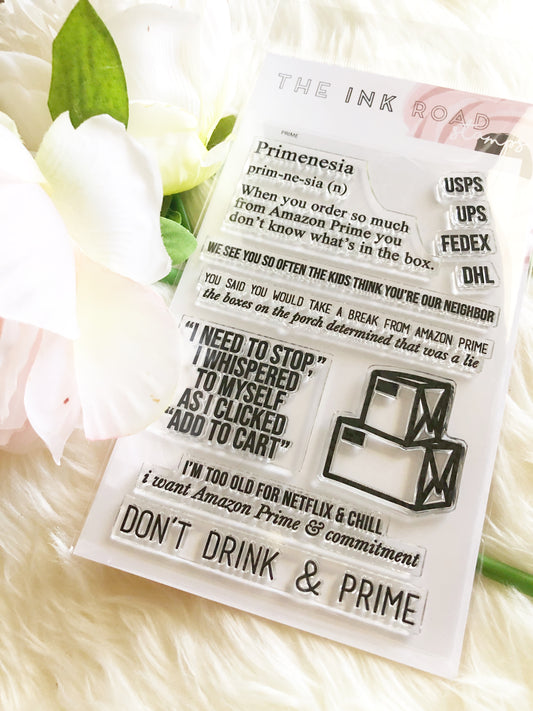 THE INK ROAD
stamps
PRIME
Primenesia
prim-ne-sia (n)
When you order so much
from Amazon Prime you
don't know what's in the box.
USPS
UPS
FEDEX
DHL
WE SEE YOU SO OFTEN THE KIDS THINK YOU'RE OUR NEIGHBOR
YOU SAID YOU WOULD TAKE A BREAK FROM AMAZON PRIME
the boxes on the porch determined that was a lie
"I NEED TO STOP,"
I WHISPERED
TO MYSELF
AS I CLICKED
"ADD TO CART"
I'M TOO OLD FOR NETFLIX & CHILL
i want Amazon Prime & commitment
DON'T DRINK & PRIME